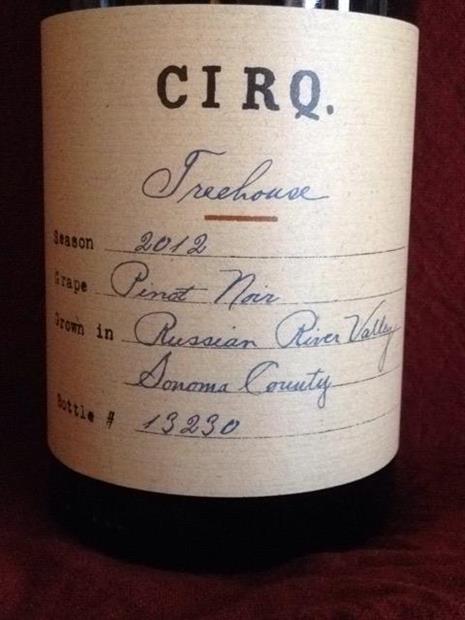 CIRQ.
Treehouse
Season 2012
Grape Pinot Noir
Grown in Russian River Valley
Sonoma County
Bottle # 13230